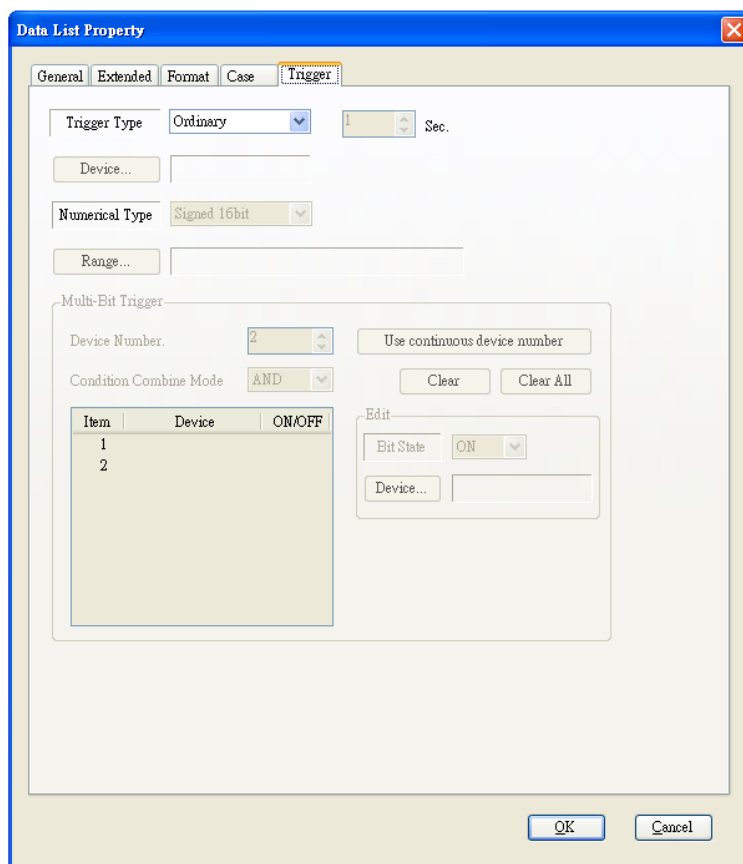 Data List Property
General Extended Format Case Trigger
Trigger Type Ordinary 1 Sec.
Device...
Numerical Type Signed 16bit
Range...
Multi-Bit Trigger
Device Number. 2 Use continuous device number
Condition Combine Mode AND Clear Clear All
Item Device ON/OFF
1
2
Edit
Bit State ON
Device...
OK Cancel